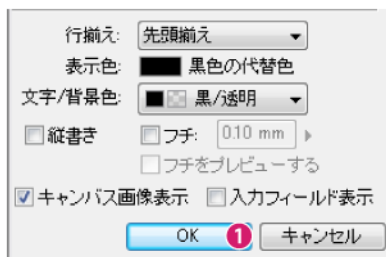 行揃え: 先頭揃え
表示色: 黒色の代替色
文字/背景色: 黒/透明
縦書き フチ: 0.10 mm
フチをプレビューする
キャンバス画像表示 入力フィールド表示
OK 1 キャンセル